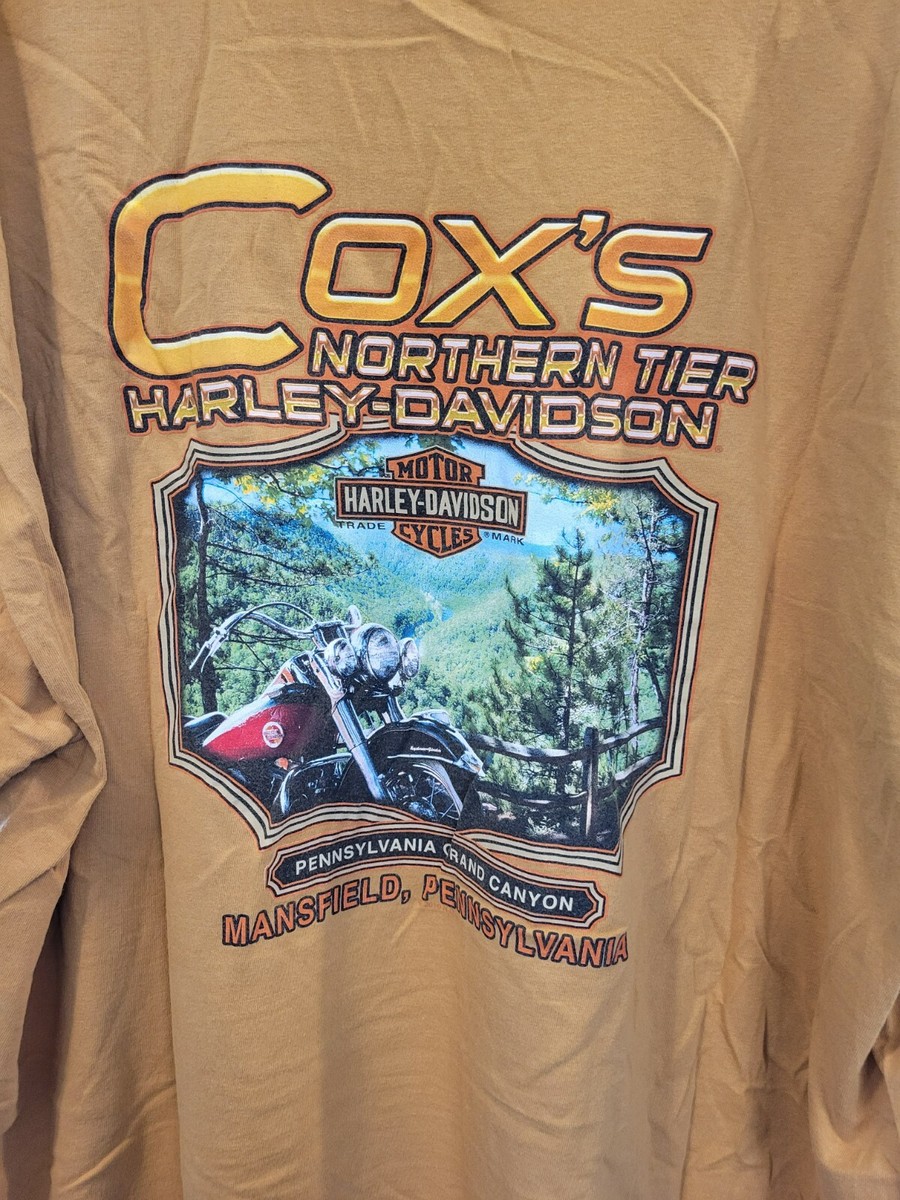 Cox's
NORTHERN TIER
HARLEY-DAVIDSON
MOTOR
HARLEY-DAVIDSON
TRADE CYCLES ® MARK
PENNSYLVANIA GRAND CANYON
MANSFIELD, PENNSYLVANIA